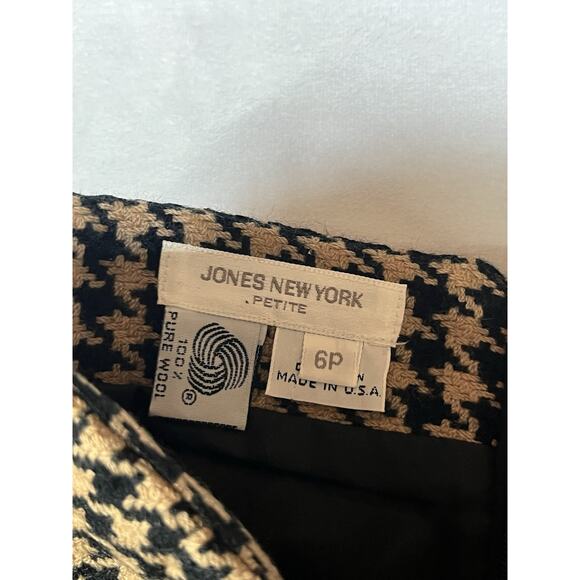 JONES NEW YORK
PETITE
6P
MADE IN U.S.A.
100%
PURE WOOL
®